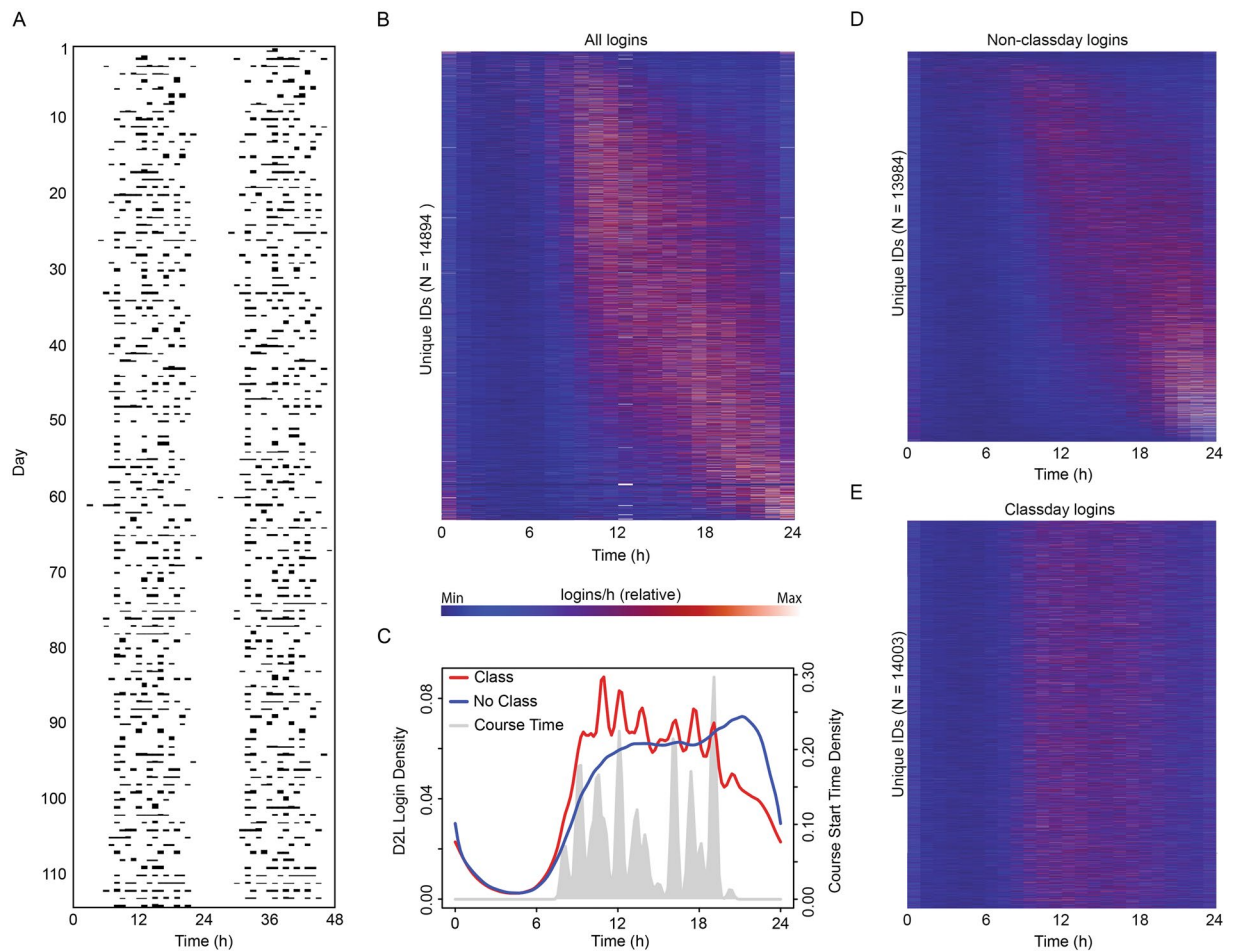 A
1
10
20
30
40
50
60
70
80
90
100
110
Day
0 12 24 36 48
Time (h)
B
All logins
Unique IDs (N = 14894 )
0 6 12 18 24
Time (h)
Min logins/h (relative) Max
C
Class
No Class
Course Time
0.08
0.04
0.00
D2L Login Density
0.30
0.20
0.10
0.00
Course Start Time Density
0 6 12 18 24
Time (h)
D
Non-classday logins
Unique IDs (N = 13984)
0 6 12 18 24
Time (h)
E
Classday logins
Unique IDs (N = 14003)
0 6 12 18 24
Time (h)